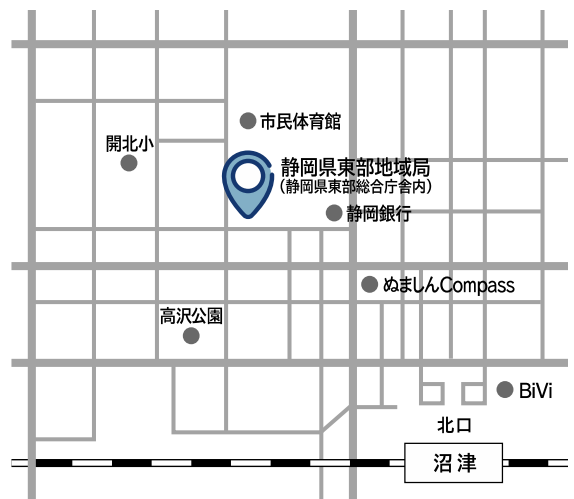 市民体育館
開北小
静岡県東部地域局
（静岡県東部総合庁舎内）
静岡銀行
ぬましんCompass
高沢公園
BiVi
北口
沼津